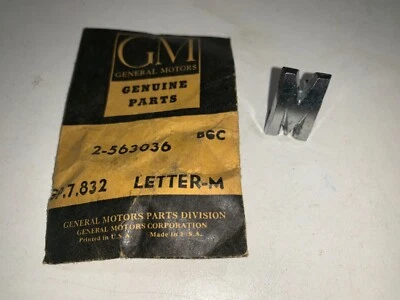 GM
GENERAL MOTORS
GENUINE
PARTS
2-563036 B6C
7.832 LETTER-M
GENERAL MOTORS PARTS DIVISION
GENERAL MOTORS CORPORATION
Printed in U.S.A. Made in U.S.A.
M